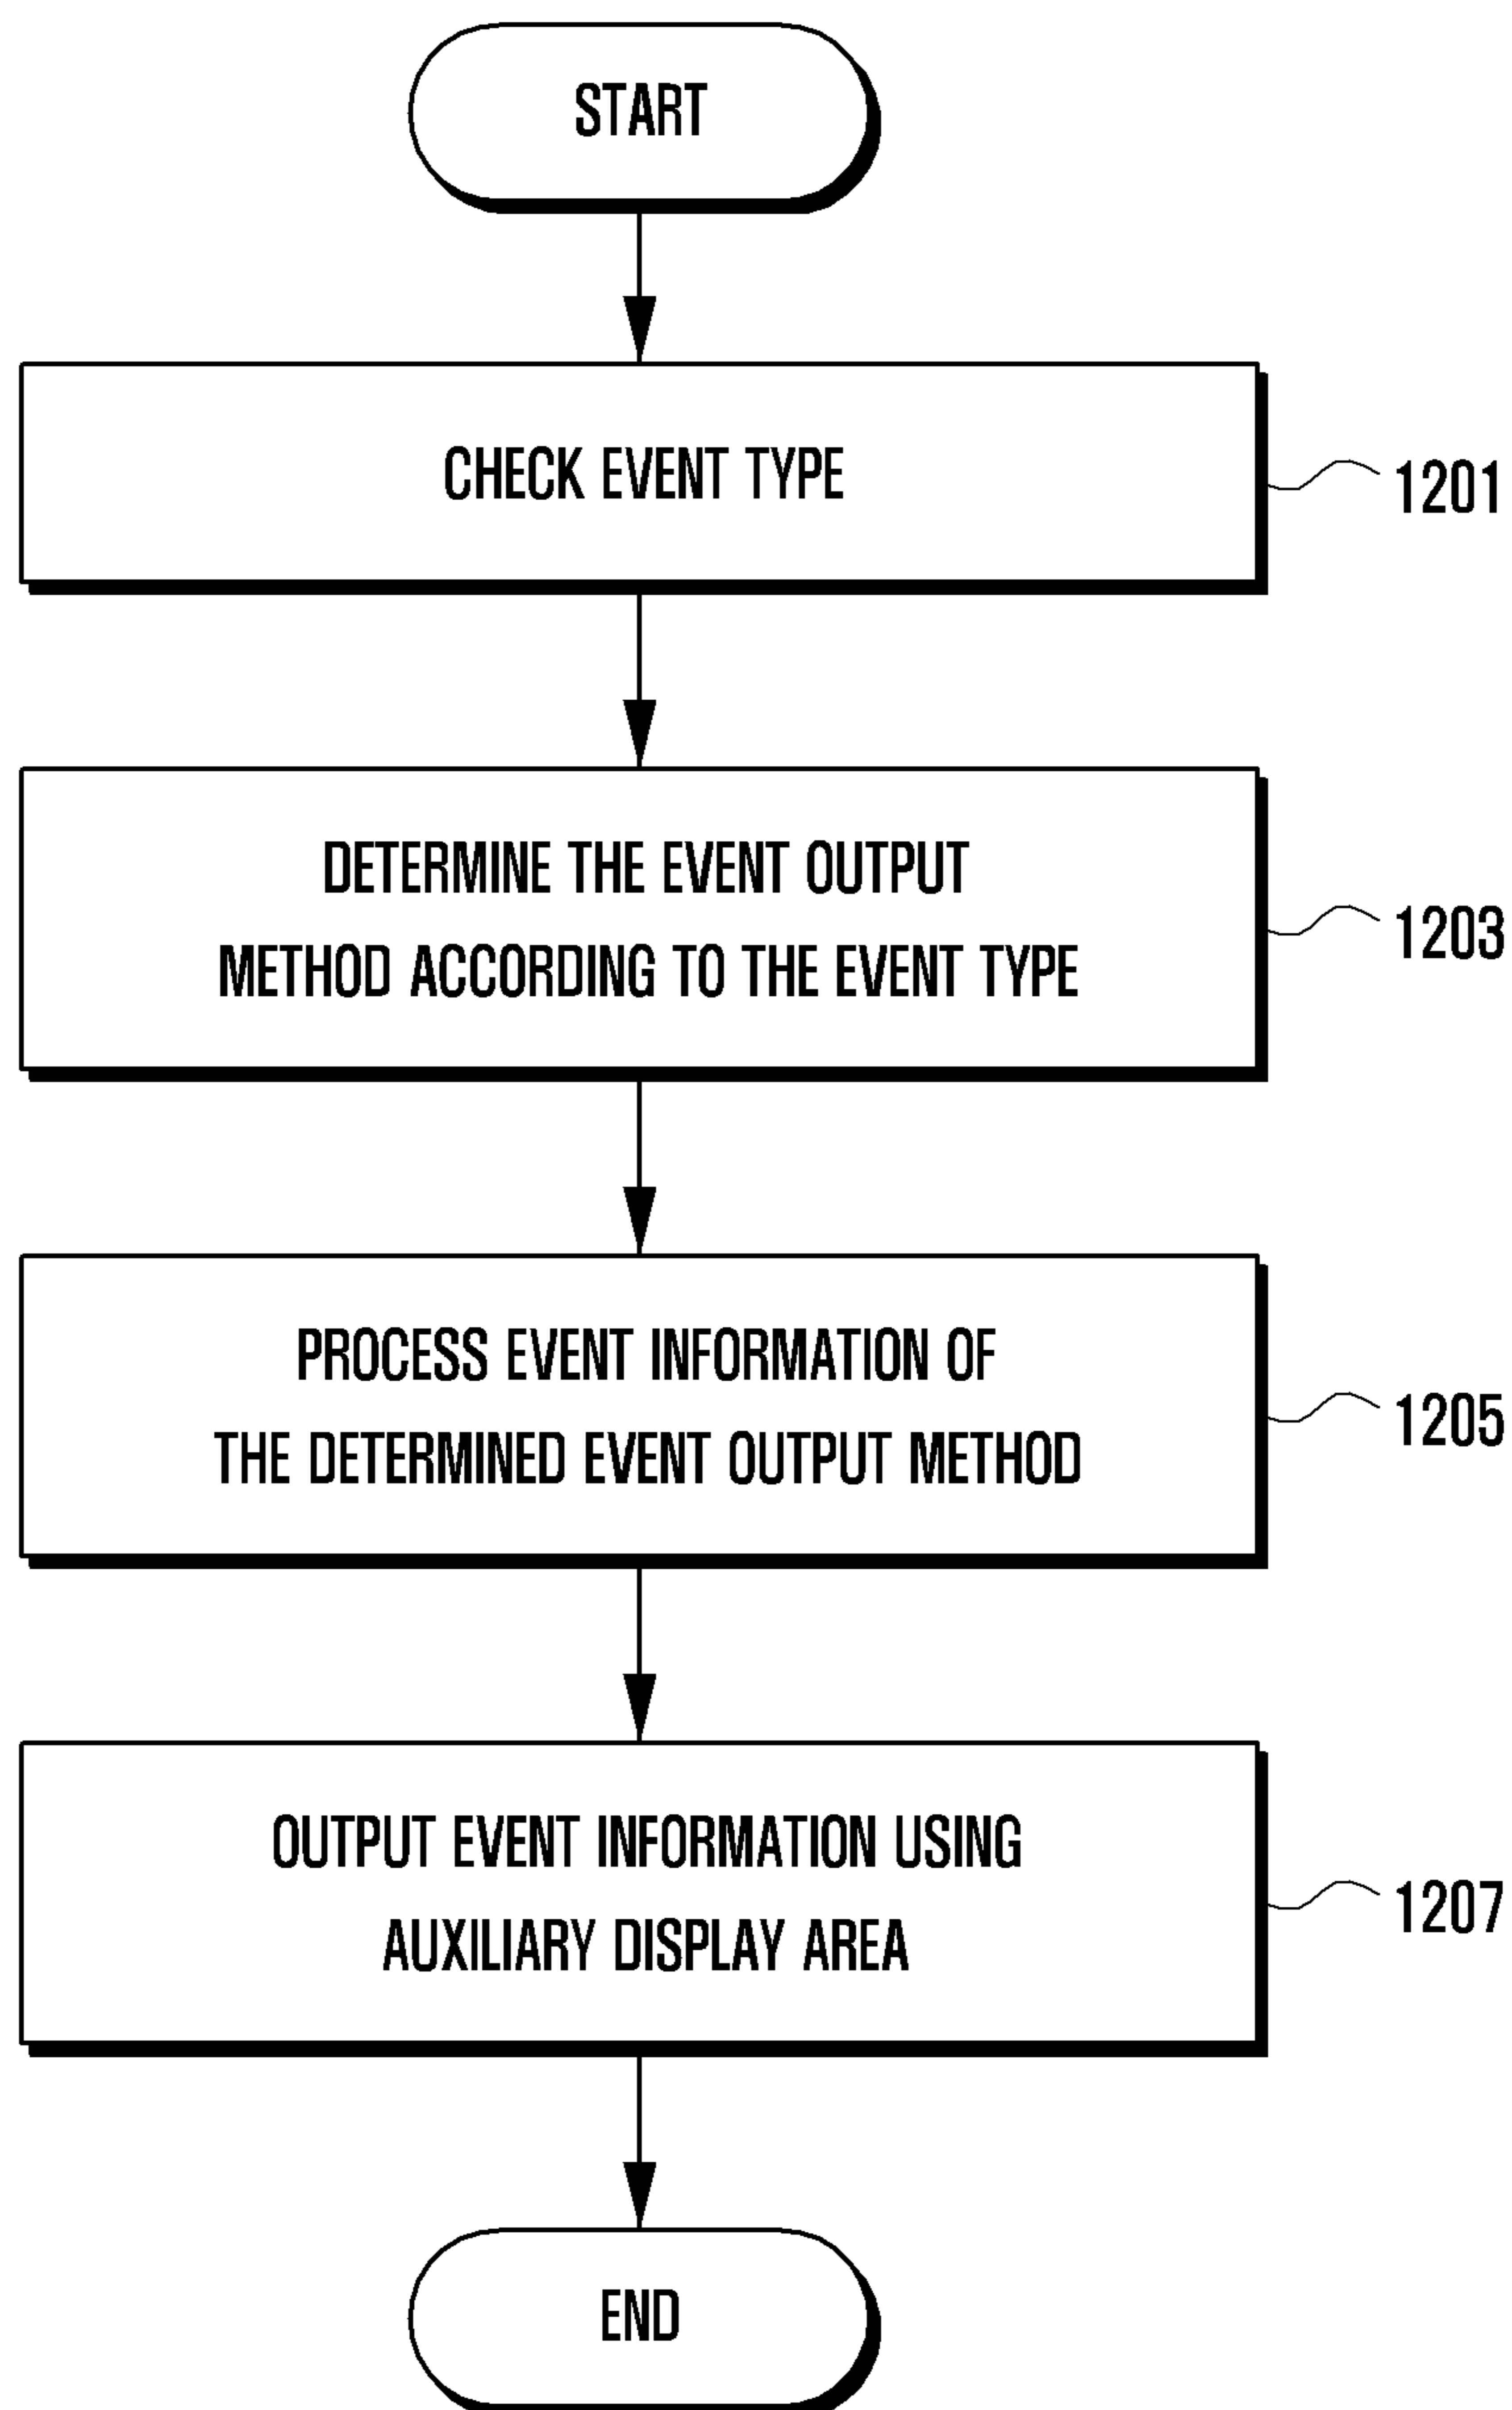 START
CHECK EVENT TYPE
1201
DETERMINE THE EVENT OUTPUT
METHOD ACCORDING TO THE EVENT TYPE
1203
PROCESS EVENT INFORMATION OF
THE DETERMINED EVENT OUTPUT METHOD
1205
OUTPUT EVENT INFORMATION USING
AUXILIARY DISPLAY AREA
1207
END